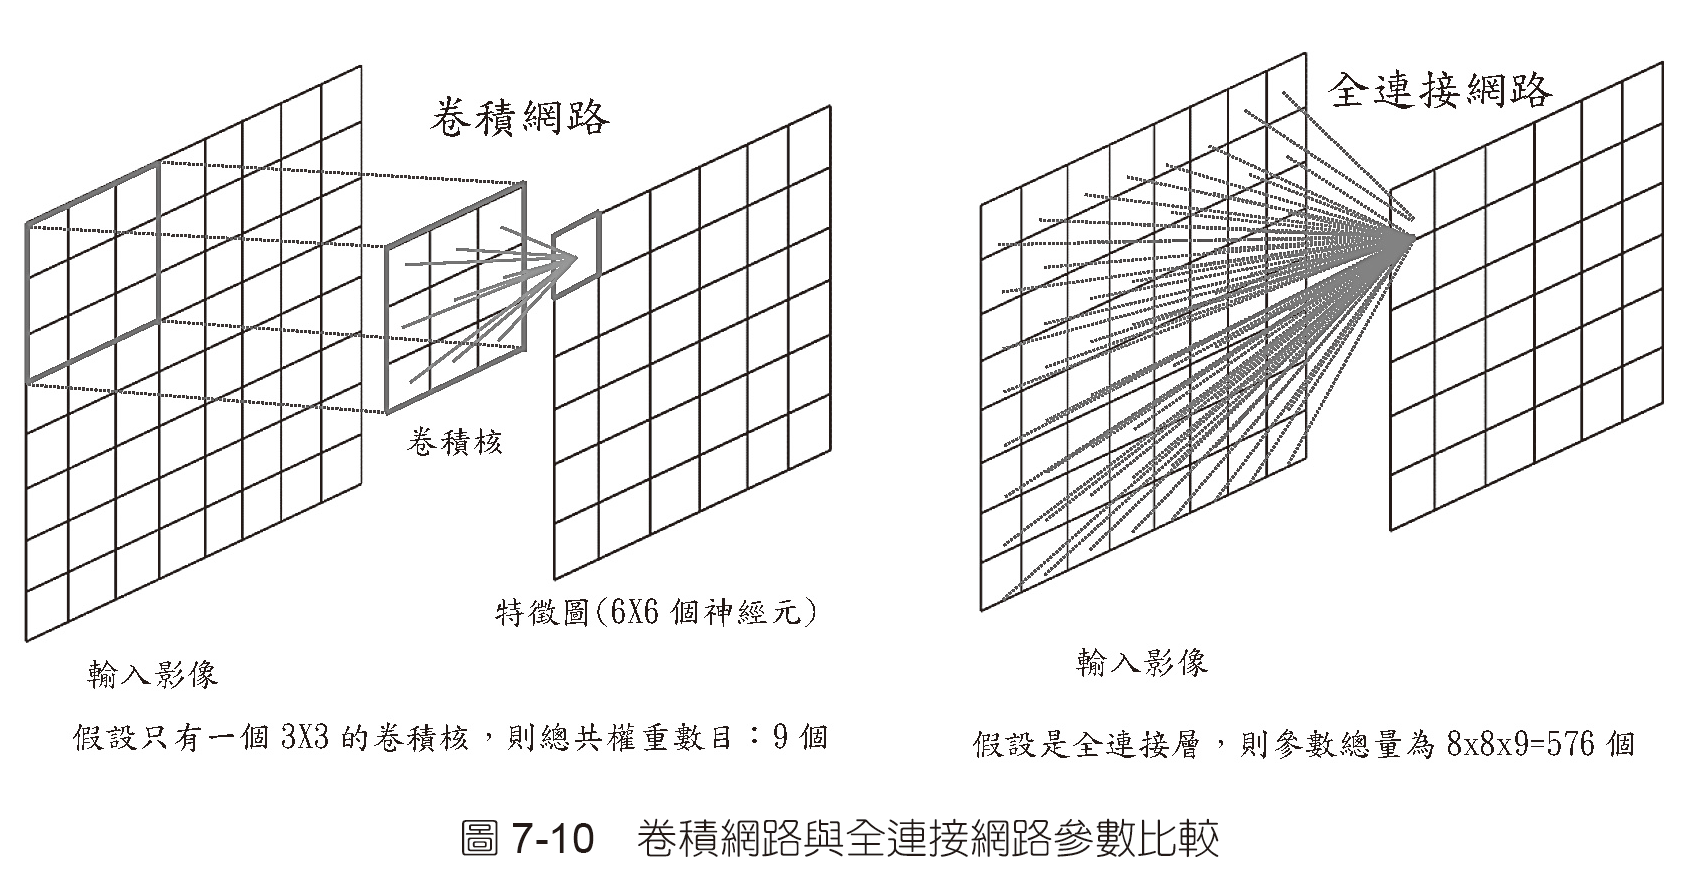 卷積網路
卷積核
特徵圖(6X6 個神經元)
輸入影像
假設只有一個 3X3 的卷積核，則總共權重數目：9 個
全連接網路
輸入影像
假設是全連接層，則參數總量為 8x8x9=576 個
圖 7-10 卷積網路與全連接網路參數比較